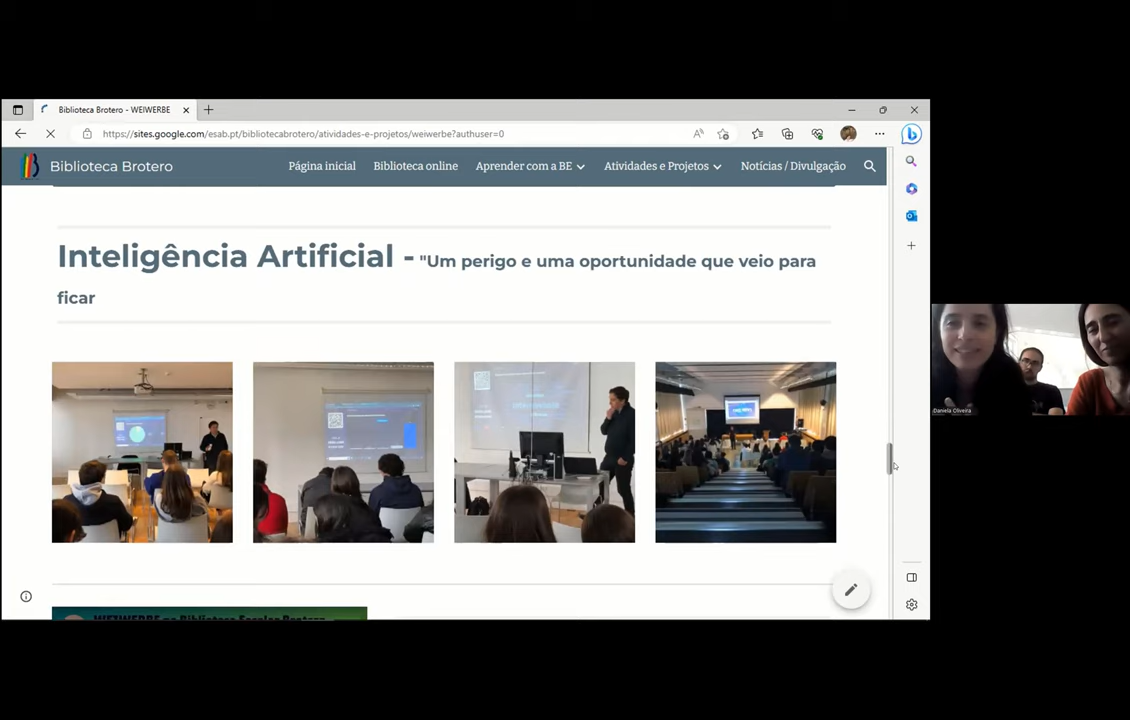 Biblioteca Brotero - WEIWERBE
https://sites.google.com/esab.pt/bibliotecabrotero/atividades-e-projetos/weiwerbe?authuser=0
Biblioteca Brotero
Página inicial
Biblioteca online
Aprender com a BE
Atividades e Projetos
Notícias / Divulgação
Inteligência Artificial - "Um perigo e uma oportunidade que veio para
ficar
Daniela Oliveira